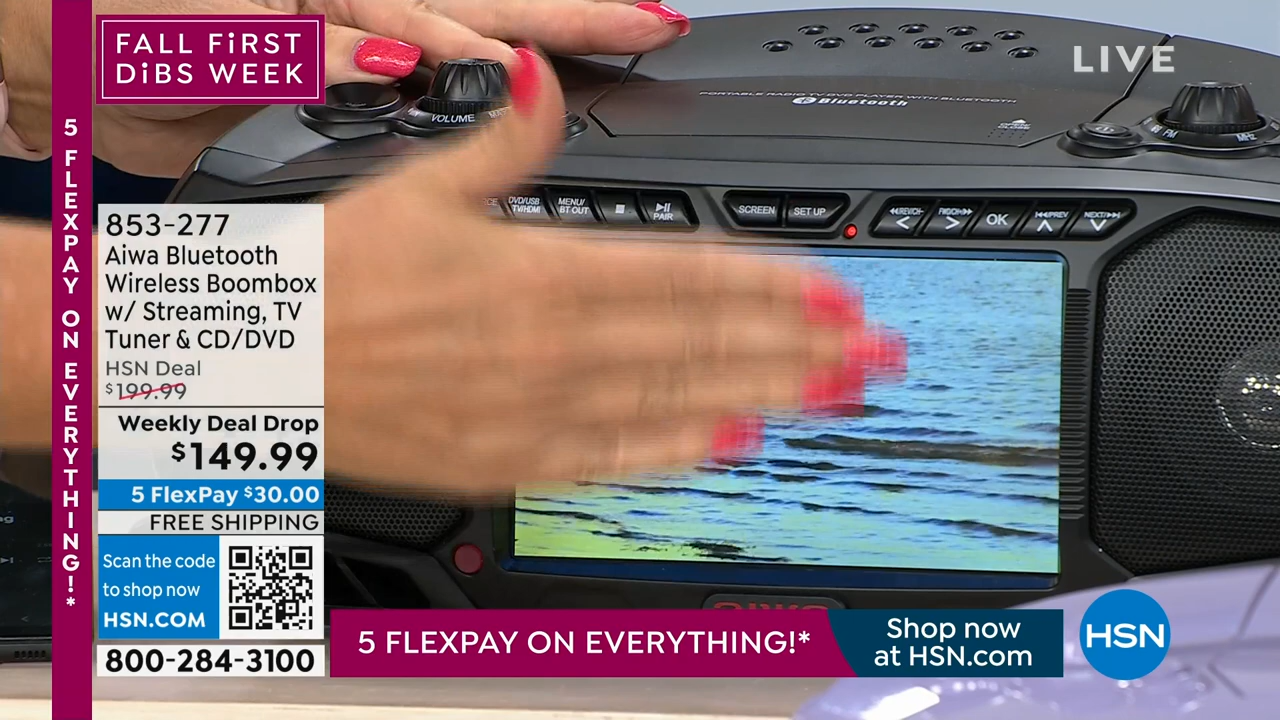 FALL FiRST
DiBS WEEK
LIVE
5 FLEXPAY ON EVERYTHING!*
853-277
Aiwa Bluetooth
Wireless Boombox
w/ Streaming, TV
Tuner & CD/DVD
HSN Deal
$199.99
Weekly Deal Drop
$149.99
5 FlexPay $30.00
FREE SHIPPING
Scan the code
to shop now
HSN.COM
800-284-3100
5 FLEXPAY ON EVERYTHING!*
Shop now
at HSN.com
HSN
PORTABLE RADIO TV DVD PLAYER WITH BLUETOOTH
Bluetooth
VOLUME
FM
MHz
DVD/USB
TV/HDMI
MENU/
BT OUT
PAIR
SCREEN
SET UP
OK
aiwa